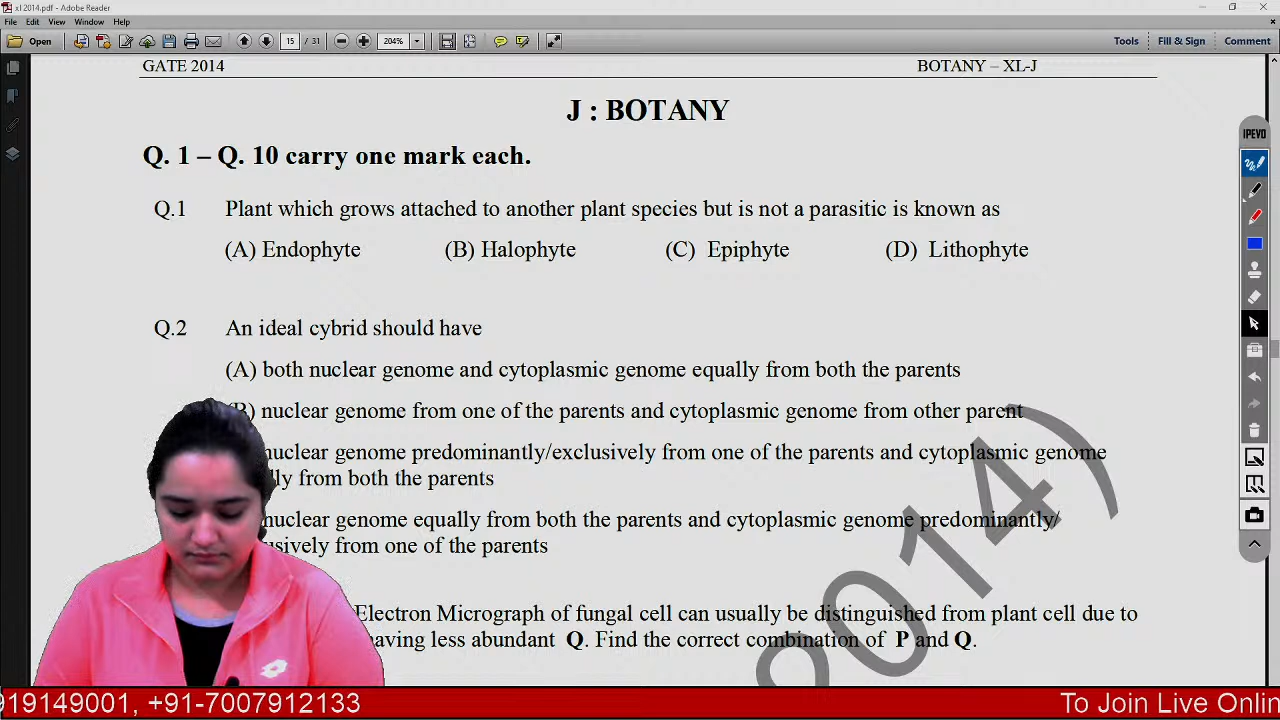 xl 2014.pdf - Adobe Reader
File Edit View Window Help
Open 15 / 31 204% Tools Fill & Sign Comment
GATE 2014 BOTANY – XL-J
J : BOTANY
IPEVO
Q. 1 – Q. 10 carry one mark each.
Q.1 Plant which grows attached to another plant species but is not a parasitic is known as
(A) Endophyte (B) Halophyte (C) Epiphyte (D) Lithophyte
Q.2 An ideal cybrid should have
(A) both nuclear genome and cytoplasmic genome equally from both the parents
(B) nuclear genome from one of the parents and cytoplasmic genome from other parent
nuclear genome predominantly/exclusively from one of the parents and cytoplasmic genome
from both the parents
nuclear genome equally from both the parents and cytoplasmic genome predominantly/
from one of the parents
Electron Micrograph of fungal cell can usually be distinguished from plant cell due to
having less abundant Q. Find the correct combination of P and Q.
2014)
919149001, +91-7007912133 To Join Live Onlin